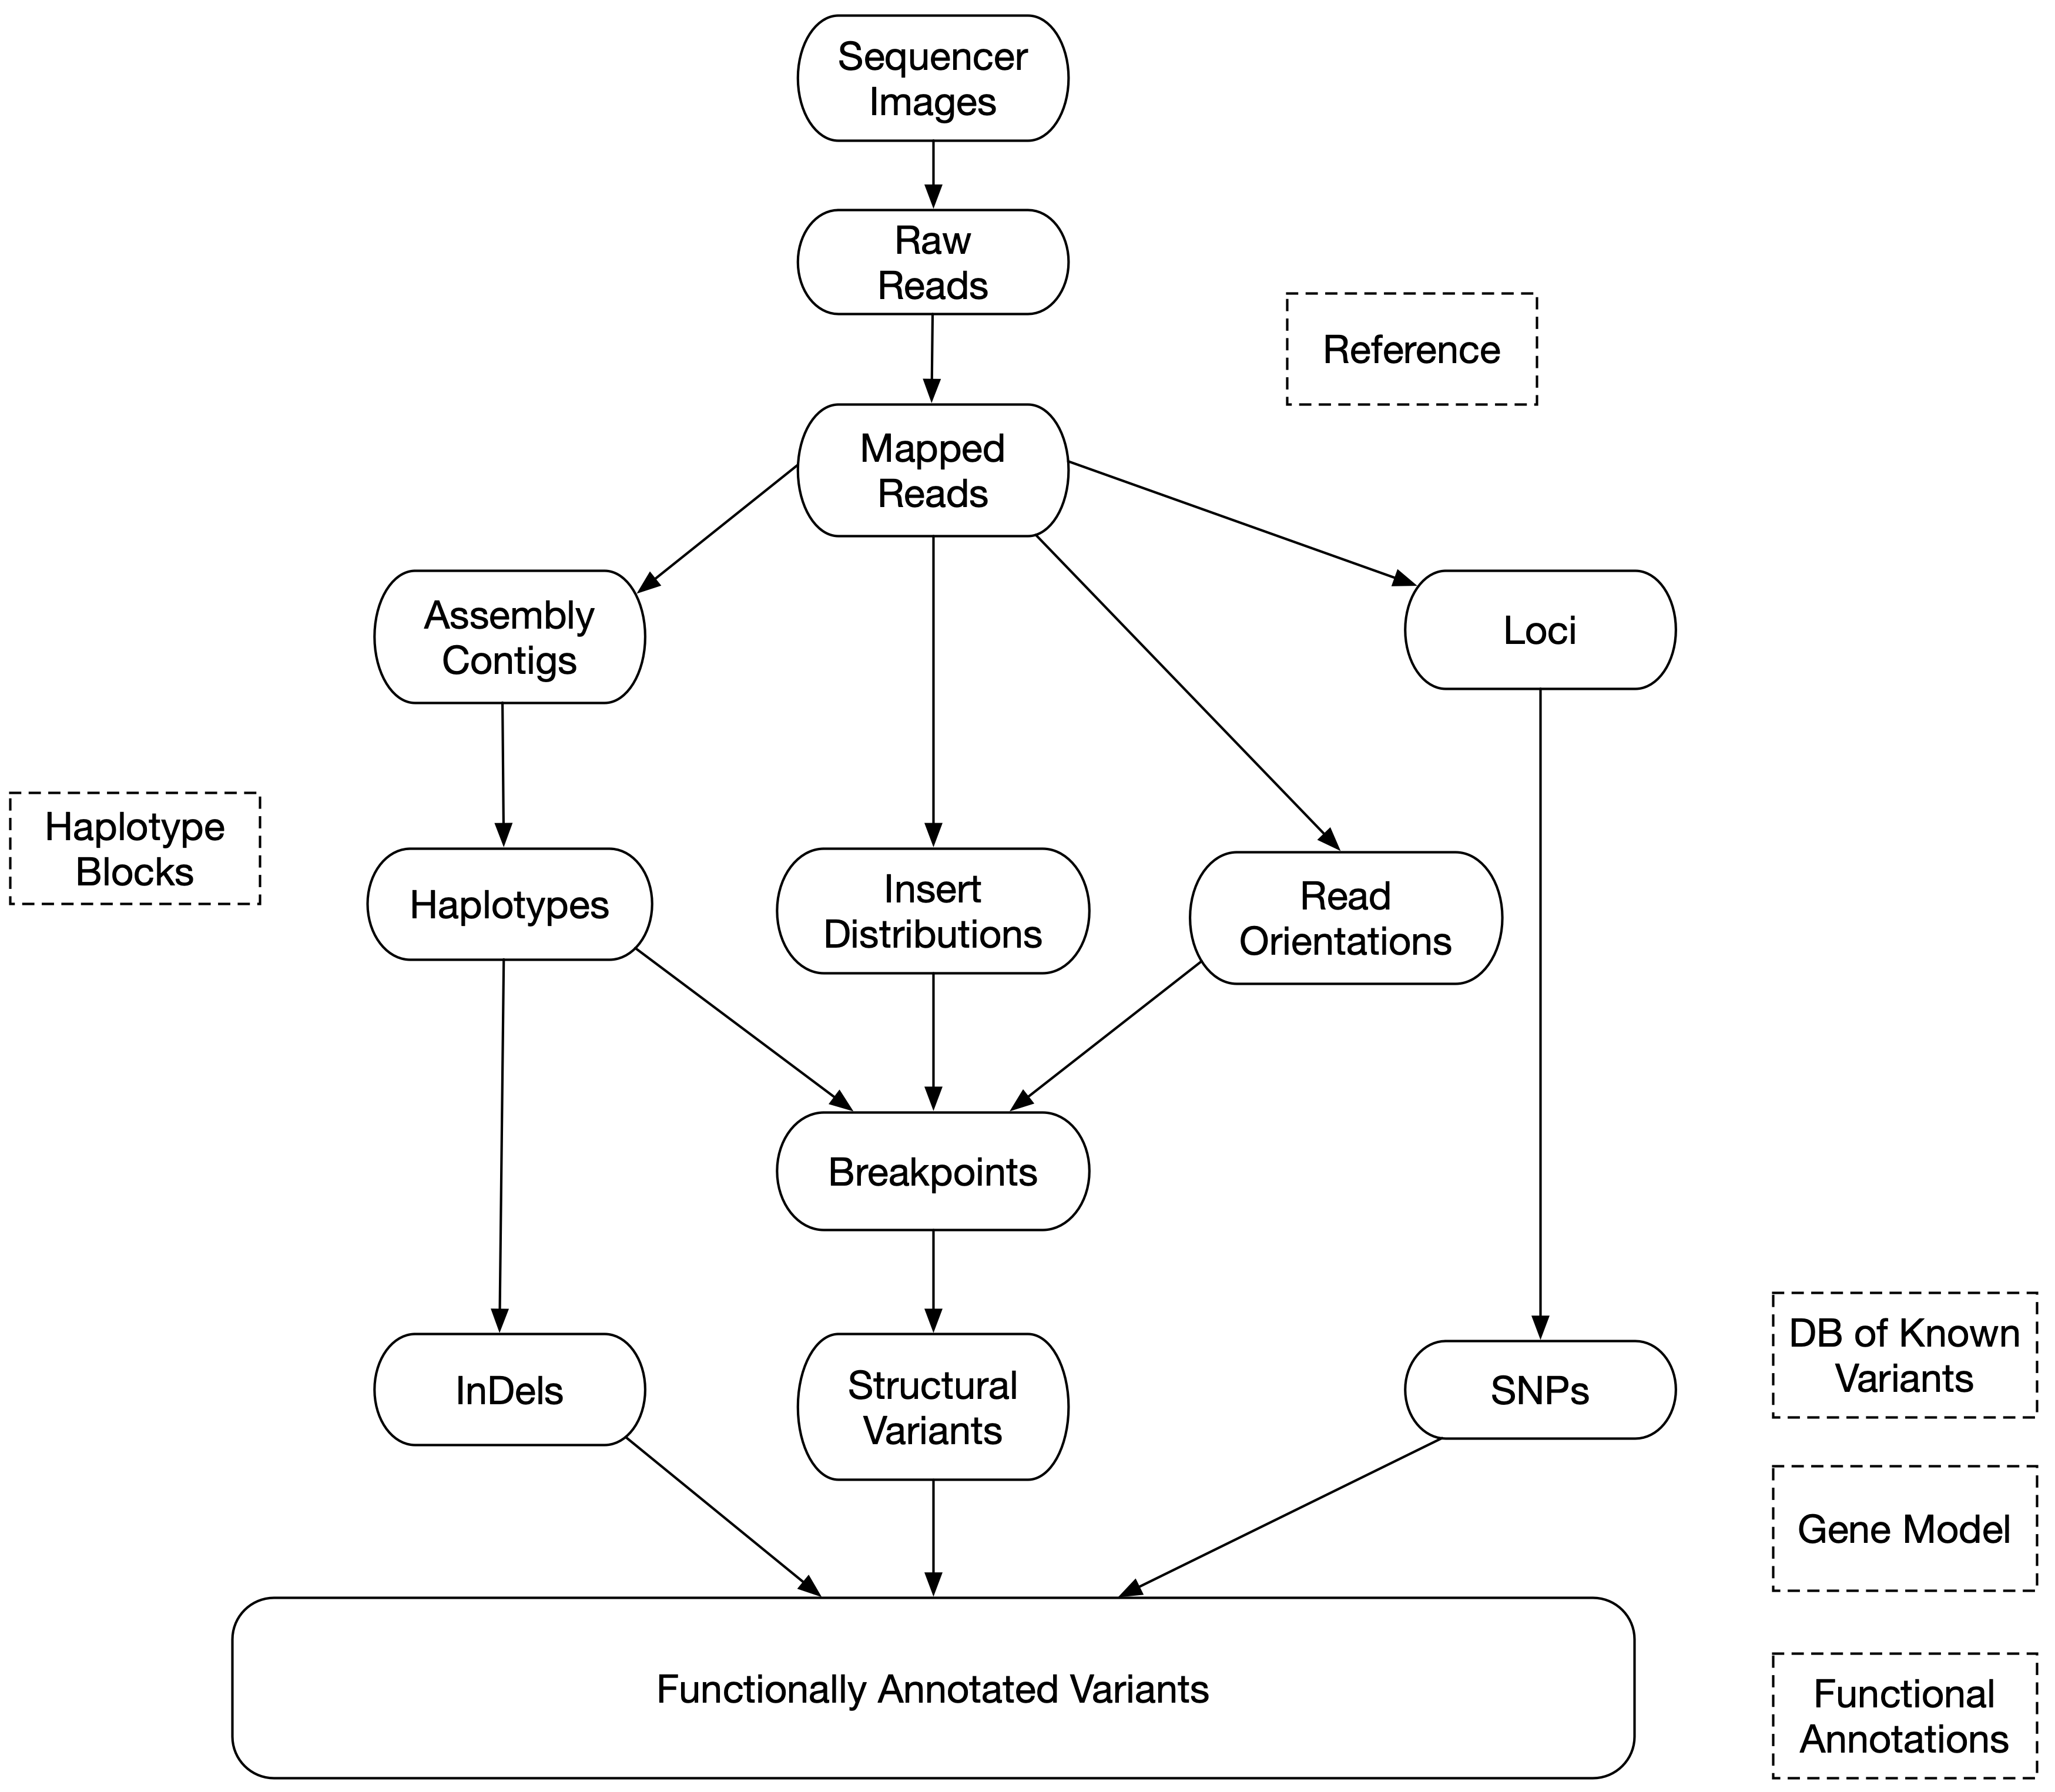 Sequencer
Images
Raw
Reads
Reference
Mapped
Reads
Assembly
Contigs
Loci
Haplotype
Blocks
Haplotypes
Insert
Distributions
Read
Orientations
Breakpoints
InDels
Structural
Variants
SNPs
DB of Known
Variants
Gene Model
Functionally Annotated Variants
Functional
Annotations